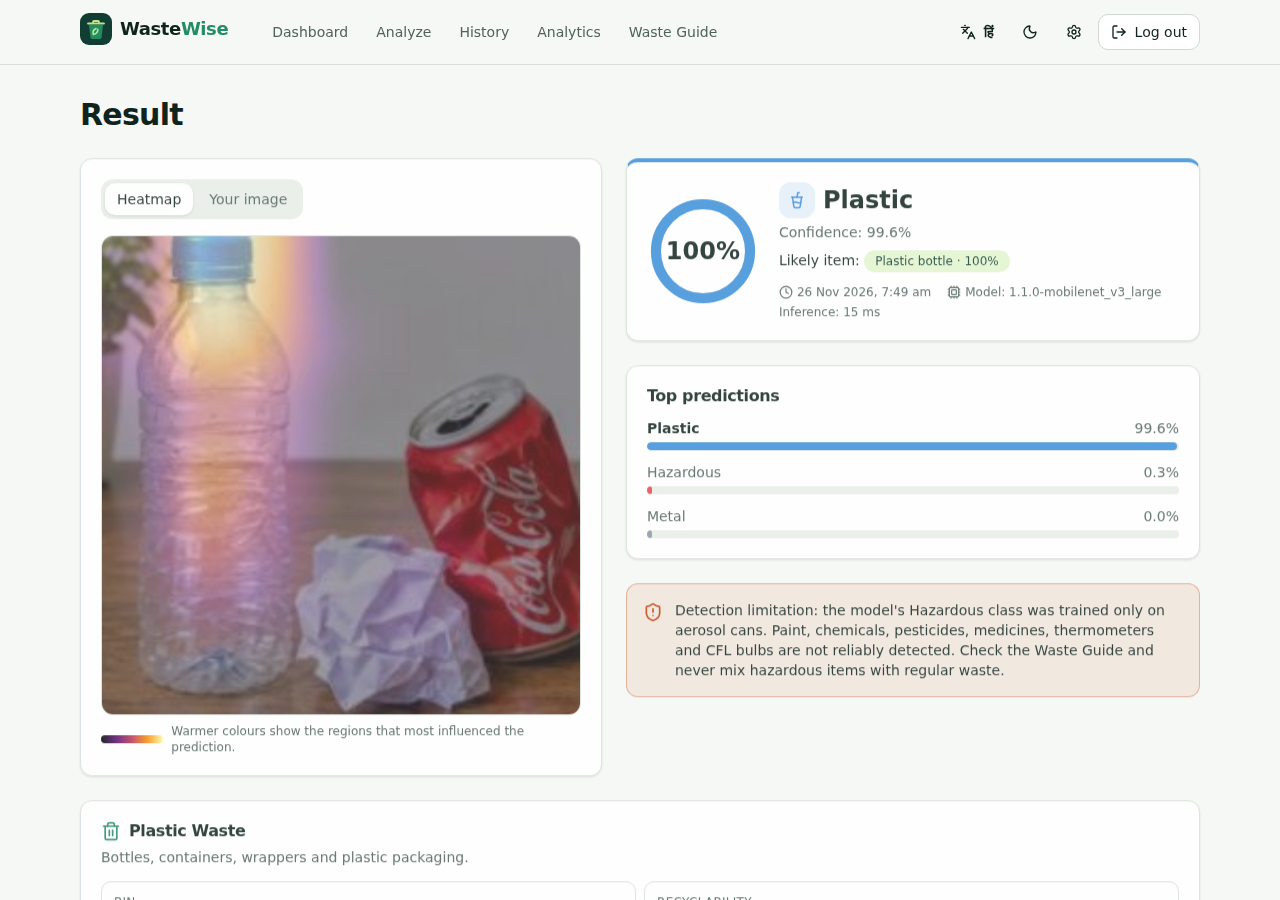 WasteWise
Dashboard
Analyze
History
Analytics
Waste Guide
हिं
Log out
Result
Heatmap
Your image
Coca-Cola
Warmer colours show the regions that most influenced the
prediction.
100%
Plastic
Confidence: 99.6%
Likely item: Plastic bottle · 100%
26 Nov 2026, 7:49 am
Model: 1.1.0-mobilenet_v3_large
Inference: 15 ms
Top predictions
Plastic
99.6%
Hazardous
0.3%
Metal
0.0%
Detection limitation: the model's Hazardous class was trained only on
aerosol cans. Paint, chemicals, pesticides, medicines, thermometers
and CFL bulbs are not reliably detected. Check the Waste Guide and
never mix hazardous items with regular waste.
Plastic Waste
Bottles, containers, wrappers and plastic packaging.